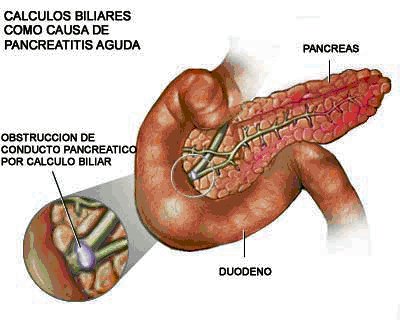 CALCULOS BILIARES
COMO CAUSA DE
PANCREATITIS AGUDA
PANCREAS
OBSTRUCCION DE
CONDUCTO PANCREATICO
POR CALCULO BILIAR
DUODENO